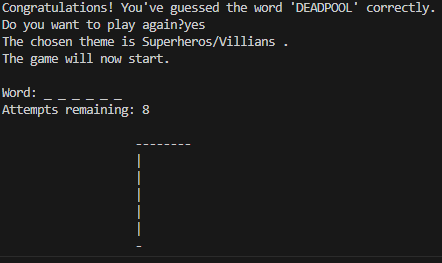 Congratulations! You've guessed the word 'DEADPOOL' correctly.
Do you want to play again?yes
The chosen theme is Superheros/Villians .
The game will now start.

Word: _ _ _ _ _ _
Attempts remaining: 8

                   --------
                   |
                   |
                   |
                   |
                   |
                   -